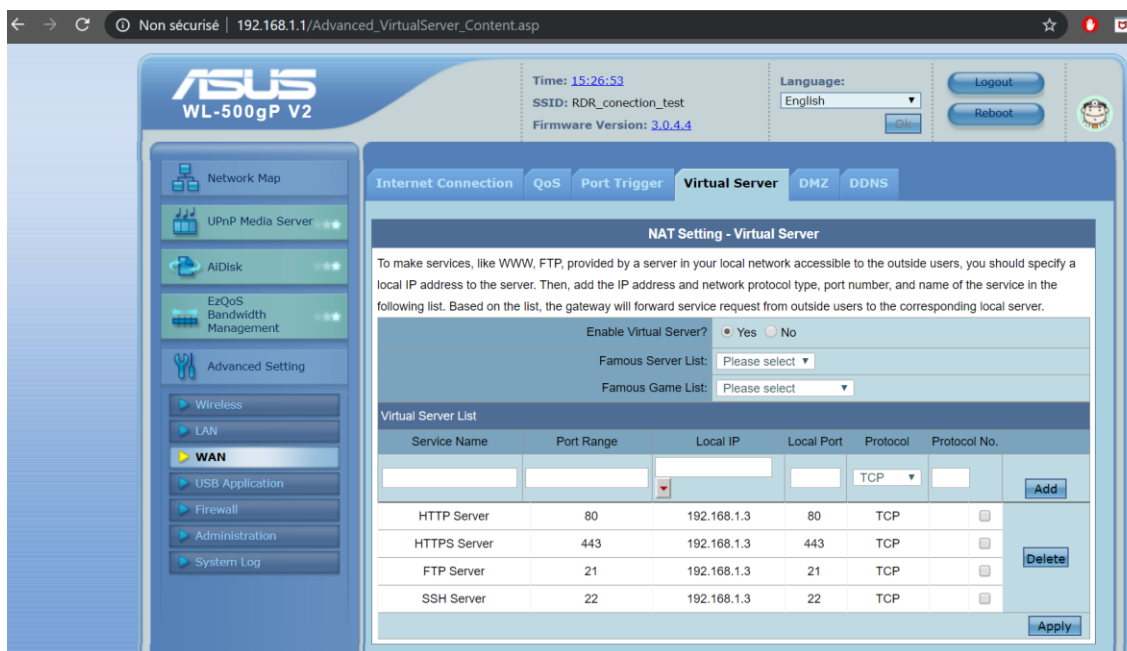 Non sécurisé | 192.168.1.1/Advanced_VirtualServer_Content.asp
ASUS
WL-500gP V2
Time: 15:26:53
SSID: RDR_conection_test
Firmware Version: 3.0.4.4
Language:
English
Ok
Logout
Reboot
Network Map
UPnP Media Server
AiDisk
EzQoS
Bandwidth
Management
Advanced Setting
Wireless
LAN
WAN
USB Application
Firewall
Administration
System Log
Internet Connection QoS Port Trigger Virtual Server DMZ DDNS
NAT Setting - Virtual Server
To make services, like WWW, FTP, provided by a server in your local network accessible to the outside users, you should specify a
local IP address to the server. Then, add the IP address and network protocol type, port number, and name of the service in the
following list. Based on the list, the gateway will forward service request from outside users to the corresponding local server.
Enable Virtual Server? Yes No
Famous Server List: Please select
Famous Game List: Please select
Virtual Server List
Service Name Port Range Local IP Local Port Protocol Protocol No.
TCP
Add
HTTP Server 80 192.168.1.3 80 TCP
HTTPS Server 443 192.168.1.3 443 TCP
FTP Server 21 192.168.1.3 21 TCP
SSH Server 22 192.168.1.3 22 TCP
Delete
Apply